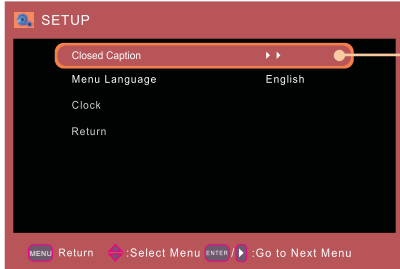 SETUP
Closed Caption
Menu Language English
Clock
Return
MENU Return :Select Menu ENTER / :Go to Next Menu